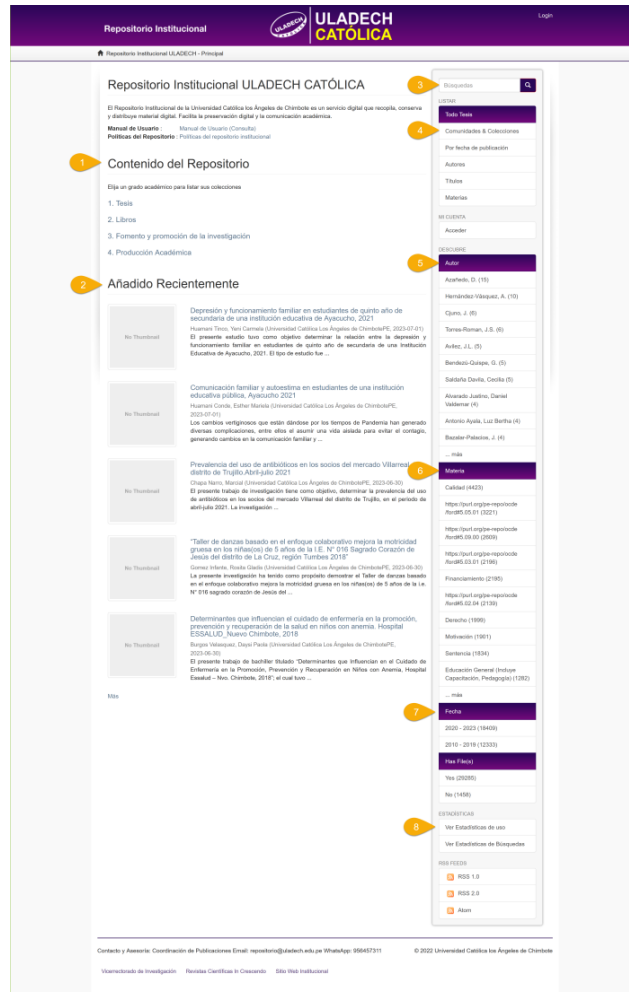 Repositorio Institucional
ULADECH
ULADECH
CATÓLICA
Login
Repositorio Institucional ULADECH - Principal
Repositorio Institucional ULADECH CATÓLICA
El Repositorio Institucional de la Universidad Católica los Ángeles de Chimbote es un servicio digital que recopila, conserva
y distribuye material digital. Facilita la preservación digital y la comunicación académica.
Manual de Usuario : Manual de Usuario (Consulta)
Políticas del Repositorio : Políticas del repositorio institucional
1
Contenido del Repositorio
Elija un grado académico para listar sus colecciones
1. Tesis
2. Libros
3. Fomento y promoción de la investigación
4. Producción Académica
2
Añadido Recientemente
No Thumbnail
Depresión y funcionamiento familiar en estudiantes de quinto año de
secundaria de una institución educativa de Ayacucho, 2021
Huamani Tinco, Yeni Carmela (Universidad Católica Los Ángeles de ChimbotePE, 2023-07-01)
El presente estudio tuvo como objetivo determinar la relación entre la depresión y
funcionamiento familiar en estudiantes de quinto año de secundaria de una Institución
Educativa de Ayacucho, 2021. El tipo de estudio fue ...
No Thumbnail
Comunicación familiar y autoestima en estudiantes de una institución
educativa pública, Ayacucho 2021
Huamani Conde, Esther Mariela (Universidad Católica Los Ángeles de ChimbotePE,
2023-07-01)
Los cambios vertiginosos que están dándose por los tiempos de Pandemia han generado
diversas complicaciones, entre ellos el asumir una vida aislada para evitar el contagio,
generando cambios en la comunicación familiar y ...
No Thumbnail
Prevalencia del uso de antibióticos en los socios del mercado Villarreal
distrito de Trujillo.Abril-julio 2021
Chapa Narro, Marcial (Universidad Católica Los Ángeles de ChimbotePE, 2023-06-30)
El presente trabajo de investigación tiene como objetivo, determinar la prevalencia del uso
de antibióticos en los socios del mercado Villarreal del distrito de Trujillo, en el periodo de
abril-julio 2021. La investigación ...
No Thumbnail
"Taller de danzas basado en el enfoque colaborativo mejora la motricidad
gruesa en los niñas(os) de 5 años de la I.E. N° 016 Sagrado Corazón de
Jesús del distrito de La Cruz, región Tumbes 2018"
Gomez Infante, Rosita Gladis (Universidad Católica Los Ángeles de ChimbotePE, 2023-06-30)
La presente investigación ha tenido como propósito demostrar el Taller de danzas basado
en el enfoque colaborativo mejora la motricidad gruesa en los niñas(os) de 5 años de la i.e.
N° 016 sagrado corazón de Jesús del ...
No Thumbnail
Determinantes que influencian el cuidado de enfermería en la promoción,
prevención y recuperación de la salud en niños con anemia. Hospital
ESSALUD_Nuevo Chimbote, 2018
Burgos Velasquez, Daysi Paola (Universidad Católica Los Ángeles de ChimbotePE,
2023-06-30)
El presente trabajo de bachiller titulado "Determinantes que Influencian en el Cuidado de
Enfermería en la Promoción, Prevención y Recuperación en Niños con Anemia, Hospital
Essalud – Nvo. Chimbote, 2018"; el cual tuvo ...
Más
3
Búsquedas
LISTAR
Todo Tesis
4
Comunidades & Colecciones
Por fecha de publicación
Autores
Títulos
Materias
MI CUENTA
Acceder
DESCUBRE
5
Autor
Azañedo, D. (15)
Hernández-Vásquez, A. (10)
Cjuno, J. (6)
Torres-Roman, J.S. (6)
Avilez, J.L. (5)
Bendezú-Quispe, G. (5)
Saldaña Davila, Cecilia (5)
Alvarado Justino, Daniel
Valdemar (4)
Antonio Ayala, Luz Bertha (4)
Bazalar-Palacios, J. (4)
... más
6
Materia
Calidad (4423)
https://purl.org/pe-repo/ocde
/ford#5.05.01 (3221)
https://purl.org/pe-repo/ocde
/ford#5.09.00 (2609)
https://purl.org/pe-repo/ocde
/ford#5.03.01 (2196)
Financiamiento (2195)
https://purl.org/pe-repo/ocde
/ford#5.02.04 (2139)
Derecho (1999)
Motivación (1901)
Sentencia (1834)
Educación General (Incluye
Capacitación, Pedagogía) (1282)
... más
7
Fecha
2020 - 2023 (18409)
2010 - 2019 (12333)
Has File(s)
Yes (29285)
No (1458)
ESTADÍSTICAS
8
Ver Estadísticas de uso
Ver Estadísticas de Búsquedas
RSS FEEDS
RSS 1.0
RSS 2.0
Atom
Contacto y Asesoría: Coordinación de Publicaciones Email: repositorio@uladech.edu.pe WhatsApp: 958457311
© 2022 Universidad Católica los Ángeles de Chimbote
Vicerrectorado de Investigación Revistas Científicas In Crescendo Sitio Web Institucional